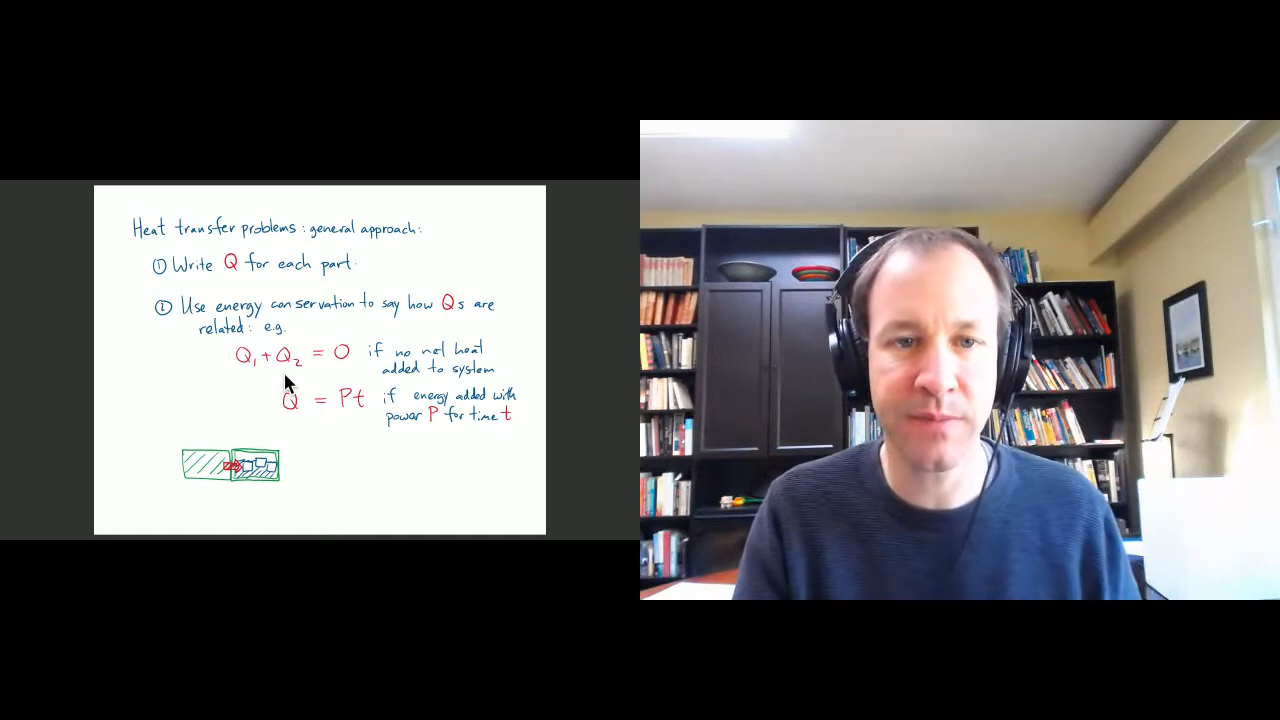 Heat transfer problems: general approach:
① Write Q for each part.
② Use energy conservation to say how Qs are
related: e.g.
Q₁ + Q₂ = 0 if no net heat
added to system
Q = Pt if energy added with
power P for time t